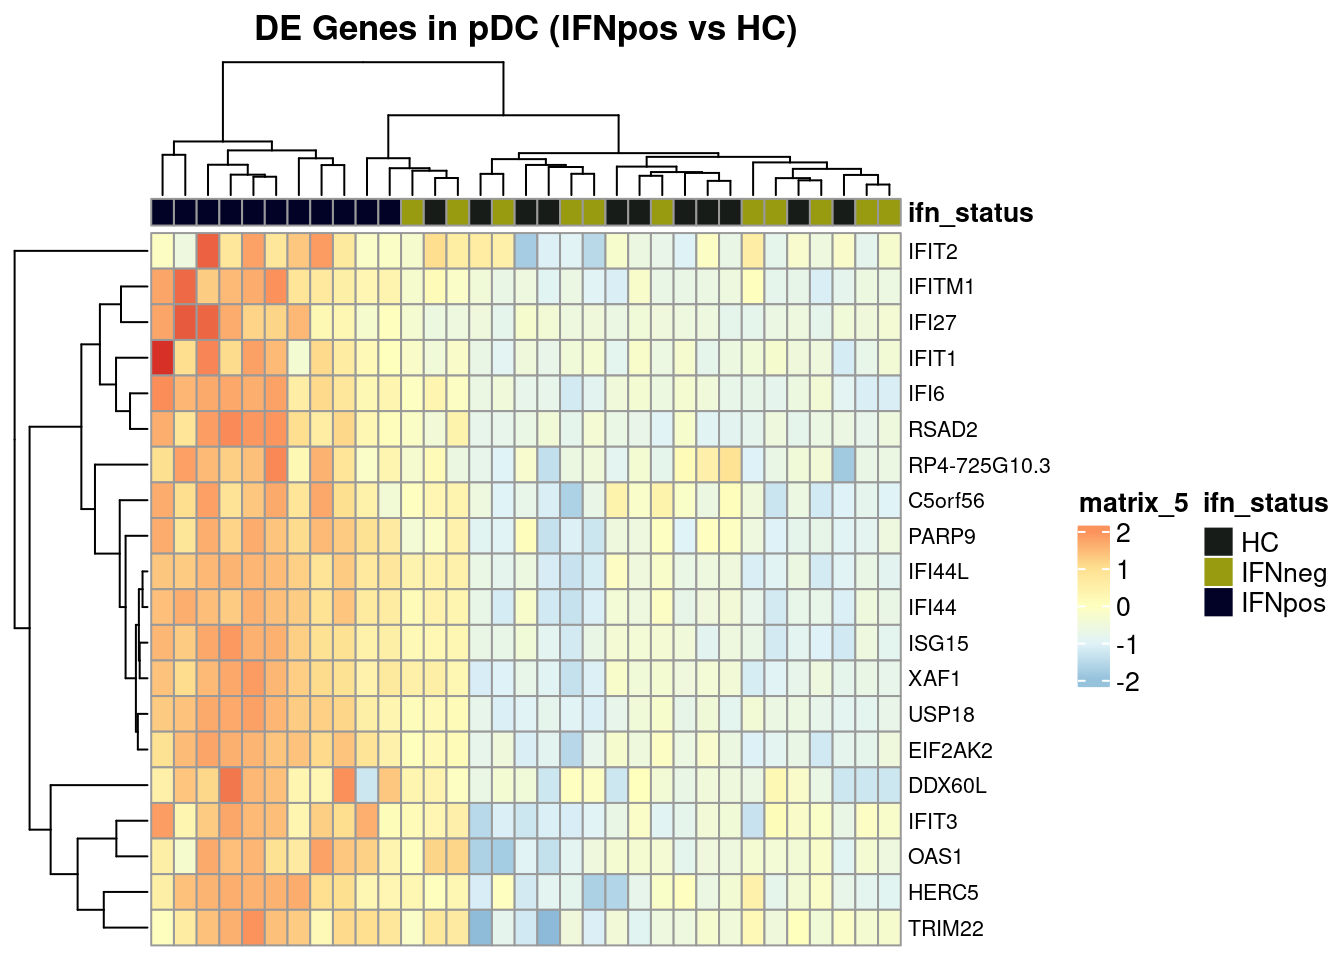 DE Genes in pDC (IFNpos vs HC)
ifn_status
IFIT2
IFITM1
IFI27
IFIT1
IFI6
RSAD2
RP4-725G10.3
C5orf56
PARP9
IFI44L
IFI44
ISG15
XAF1
USP18
EIF2AK2
DDX60L
IFIT3
OAS1
HERC5
TRIM22
matrix_5
2
1
0
-1
-2
ifn_status
HC
IFNneg
IFNpos